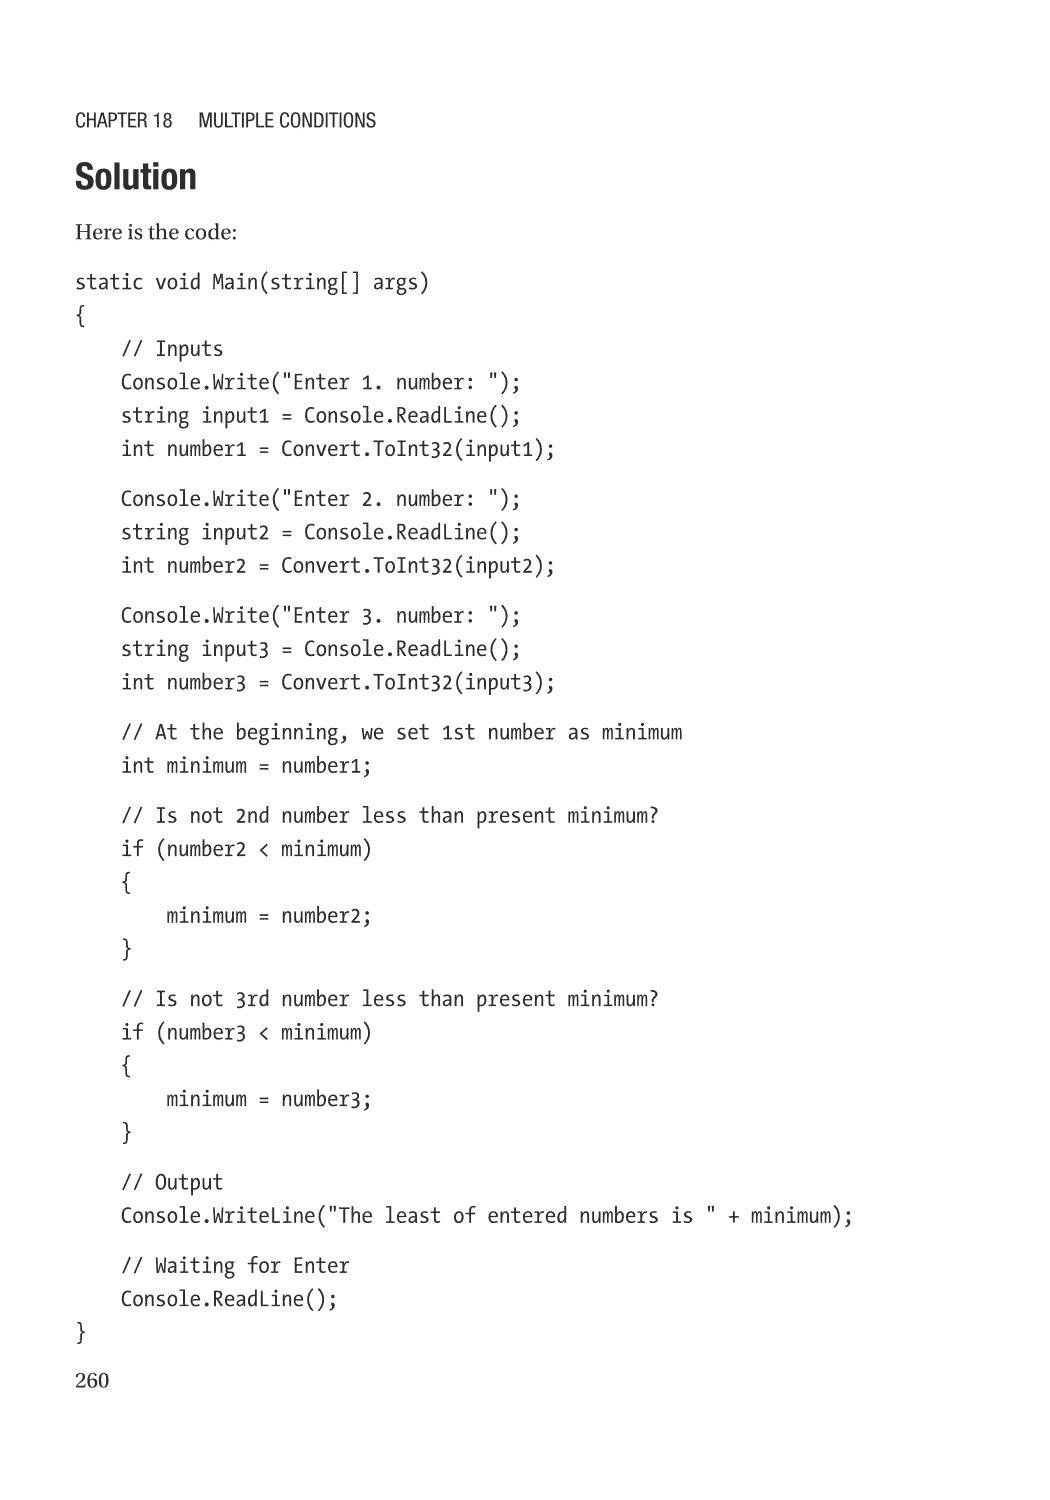 CHAPTER 18 MULTIPLE CONDITIONS
Solution
Here is the code:
static void Main(string[] args)
{
    // Inputs
    Console.Write("Enter 1. number: ");
    string input1 = Console.ReadLine();
    int number1 = Convert.ToInt32(input1);
    Console.Write("Enter 2. number: ");
    string input2 = Console.ReadLine();
    int number2 = Convert.ToInt32(input2);
    Console.Write("Enter 3. number: ");
    string input3 = Console.ReadLine();
    int number3 = Convert.ToInt32(input3);
    // At the beginning, we set 1st number as minimum
    int minimum = number1;
    // Is not 2nd number less than present minimum?
    if (number2 < minimum)
    {
        minimum = number2;
    }
    // Is not 3rd number less than present minimum?
    if (number3 < minimum)
    {
        minimum = number3;
    }
    // Output
    Console.WriteLine("The least of entered numbers is " + minimum);
    // Waiting for Enter
    Console.ReadLine();
}
260